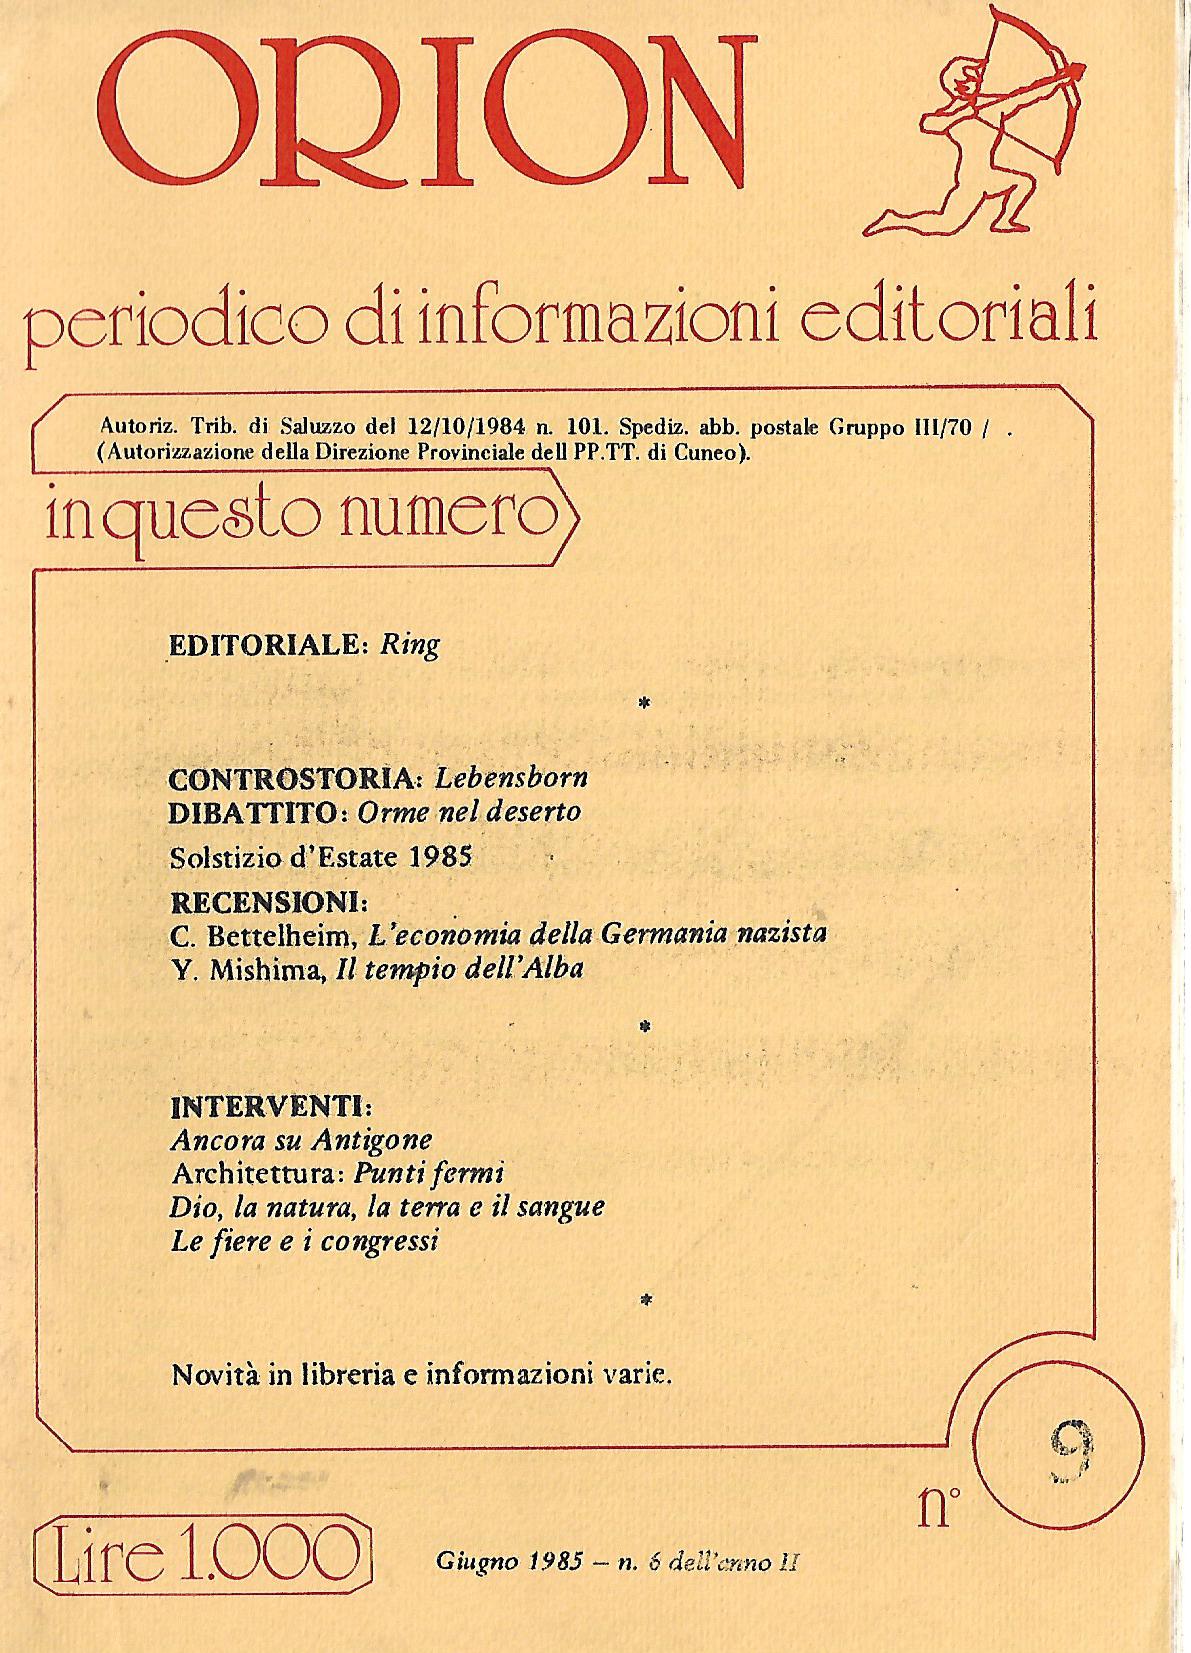 ORION
periodico di informazioni editoriali
Autoriz. Trib. di Saluzzo del 12/10/1984 n. 101. Spediz. abb. postale Gruppo III/70 / .
(Autorizzazione della Direzione Provinciale dell PP.TT. di Cuneo).
in questo numero
EDITORIALE: Ring
*
CONTROSTORIA: Lebensborn
DIBATTITO: Orme nel deserto
Solstizio d'Estate 1985
RECENSIONI:
C. Bettelheim, L'economia della Germania nazista
Y. Mishima, Il tempio dell'Alba
*
INTERVENTI:
Ancora su Antigone
Architettura: Punti fermi
Dio, la natura, la terra e il sangue
Le fiere e i congressi
*
Novità in libreria e informazioni varie.
n° 9
Lire 1.000
Giugno 1985 – n. 6 dell'anno II